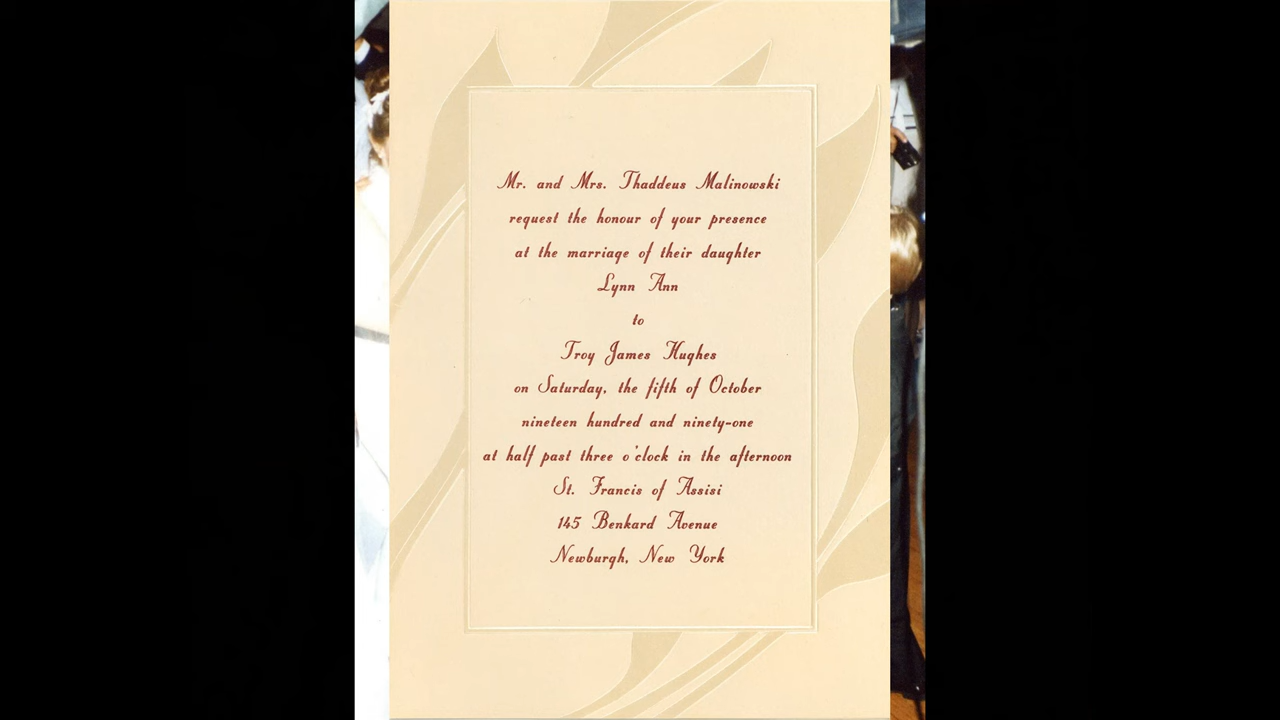 Mr. and Mrs. Thaddeus Malinowski
request the honour of your presence
at the marriage of their daughter
Lynn Ann
to
Troy James Hughes
on Saturday, the fifth of October
nineteen hundred and ninety-one
at half past three o'clock in the afternoon
St. Francis of Assisi
145 Benkard Avenue
Newburgh, New York